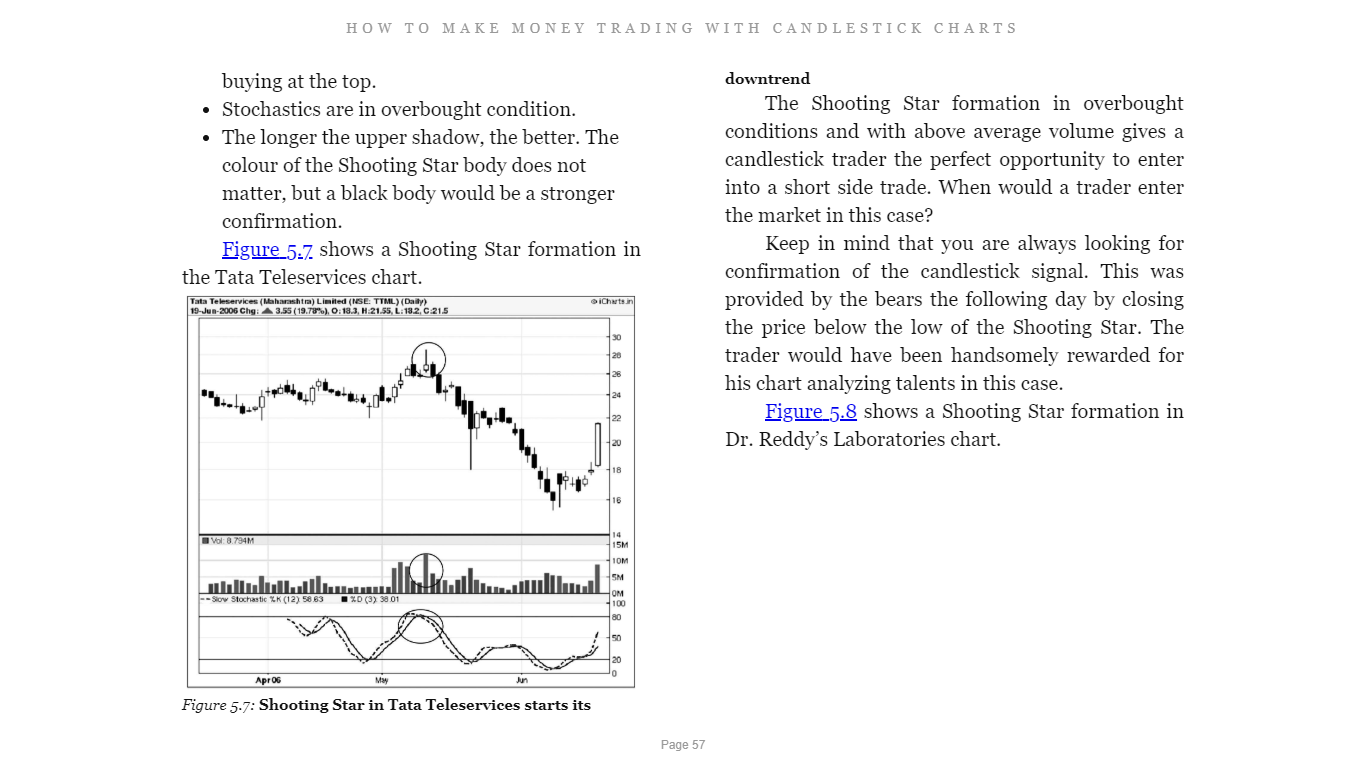 HOW TO MAKE MONEY TRADING WITH CANDLESTICK CHARTS
buying at the top.
• Stochastics are in overbought condition.
• The longer the upper shadow, the better. The
colour of the Shooting Star body does not
matter, but a black body would be a stronger
confirmation.
Figure 5.7 shows a Shooting Star formation in
the Tata Teleservices chart.
Tata Teleservices (Maharashtra) Limited (NSE: TTML) (Daily)
© iCharts.in
19-Jun-2006 Chg: 3.55 (19.78%), O:18.3, H:21.55, L:18.2, C:21.5
30
28
26
24
22
20
18
16
14
Vol: 8.794M
15M
10M
5M
0M
Slow Stochastic %K (12): 58.63 %D (3): 38.01
100
80
50
20
0
Apr 06 May Jun
Figure 5.7: Shooting Star in Tata Teleservices starts its
downtrend
The Shooting Star formation in overbought
conditions and with above average volume gives a
candlestick trader the perfect opportunity to enter
into a short side trade. When would a trader enter
the market in this case?
Keep in mind that you are always looking for
confirmation of the candlestick signal. This was
provided by the bears the following day by closing
the price below the low of the Shooting Star. The
trader would have been handsomely rewarded for
his chart analyzing talents in this case.
Figure 5.8 shows a Shooting Star formation in
Dr. Reddy’s Laboratories chart.
Page 57